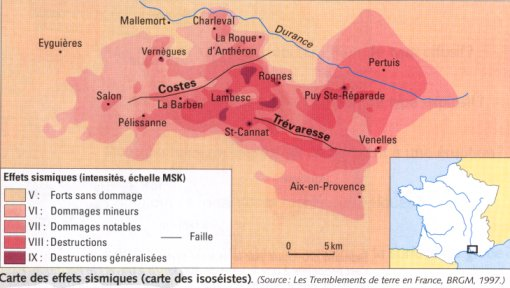 Mallemort
Charleval
La Roque
d'Anthéron
Durance
Eyguières
Vernègues
Pertuis
Costes
Rognes
Salon
La Barben
Lambesc
Puy Ste-Réparade
Pélissanne
St-Cannat
Trévaresse
Venelles
Aix-en-Provence
Effets sismiques (intensités, échelle MSK)
V : Forts sans dommage
VI : Dommages mineurs
VII : Dommages notables
VIII : Destructions
IX : Destructions généralisées
Faille
0 5 km
Carte des effets sismiques (carte des isoséistes). (Source : Les Tremblements de terre en France, BRGM, 1997.)